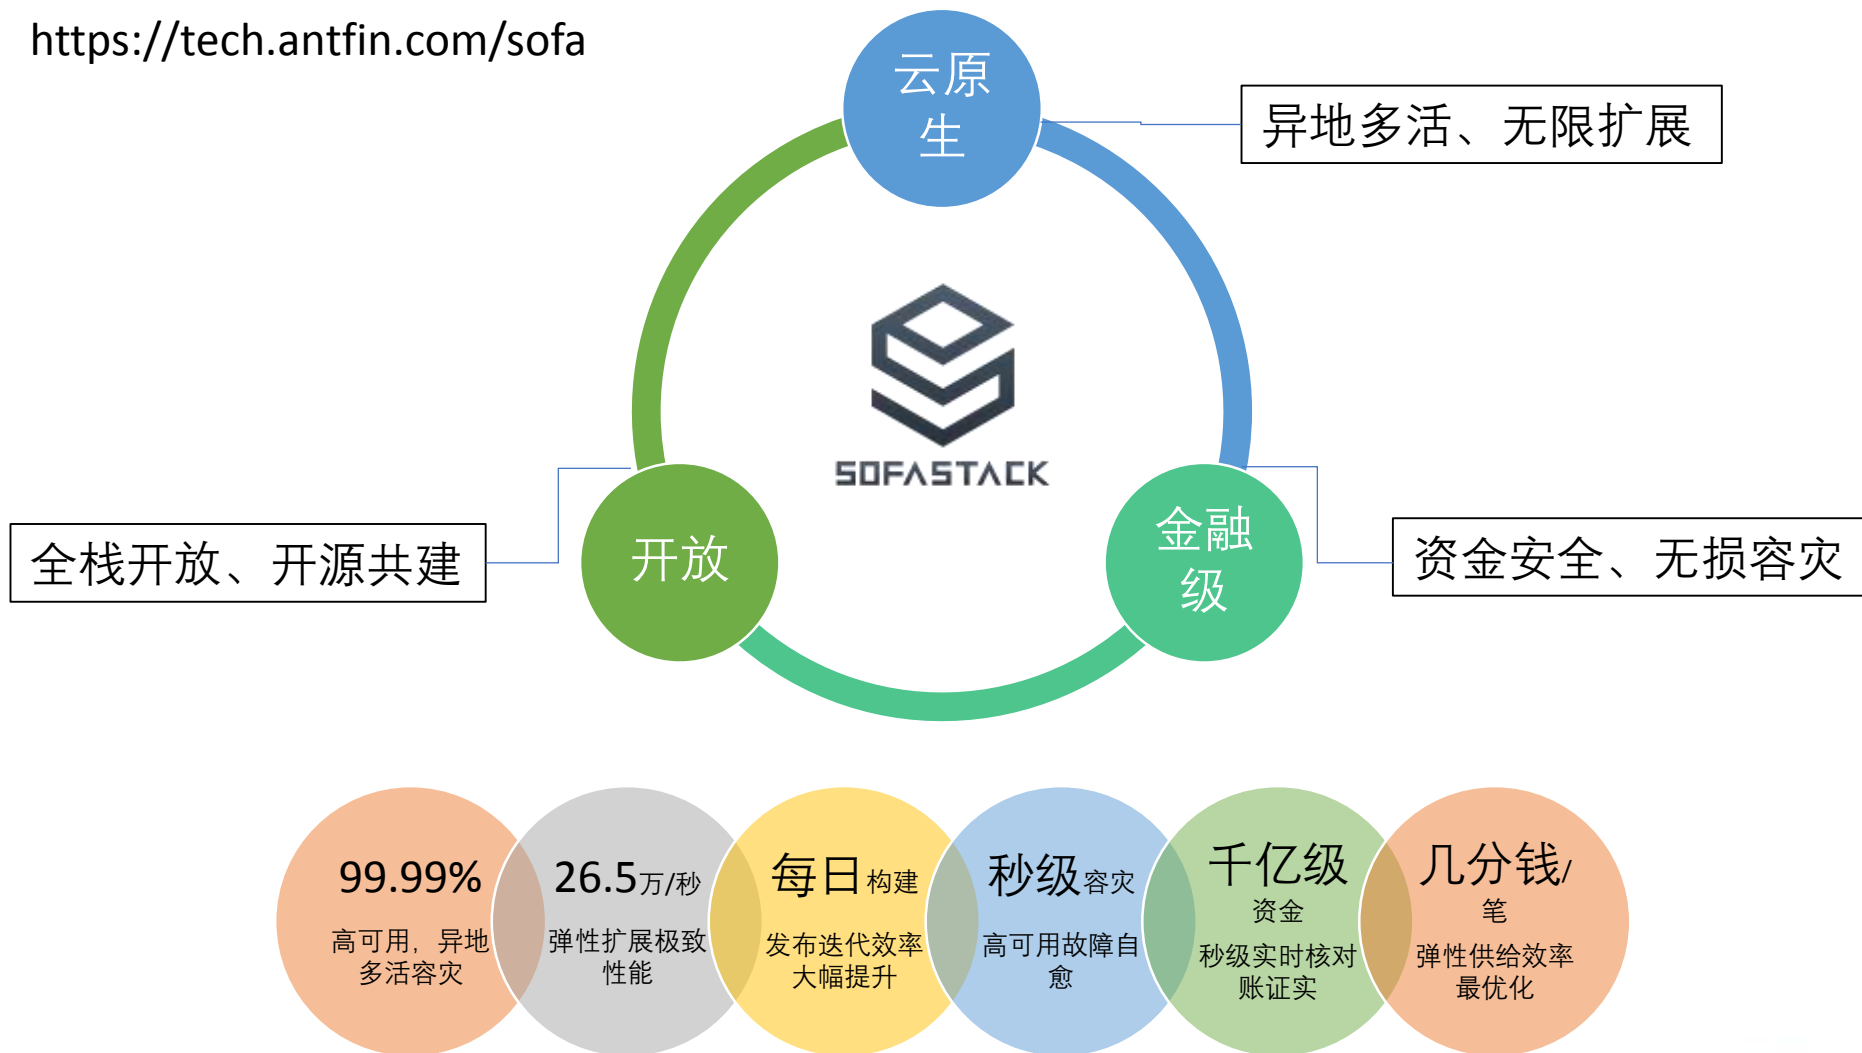 https://tech.antfin.com/sofa
云原
生
异地多活、无限扩展
SOFASTACK
开放
金融
级
全栈开放、开源共建
资金安全、无损容灾
99.99%
高可用，异地
多活容灾
26.5万/秒
弹性扩展极致
性能
每日构建
发布迭代效率
大幅提升
秒级容灾
高可用故障自
愈
千亿级
资金
秒级实时核对
账证实
几分钱/
笔
弹性供给效率
最优化